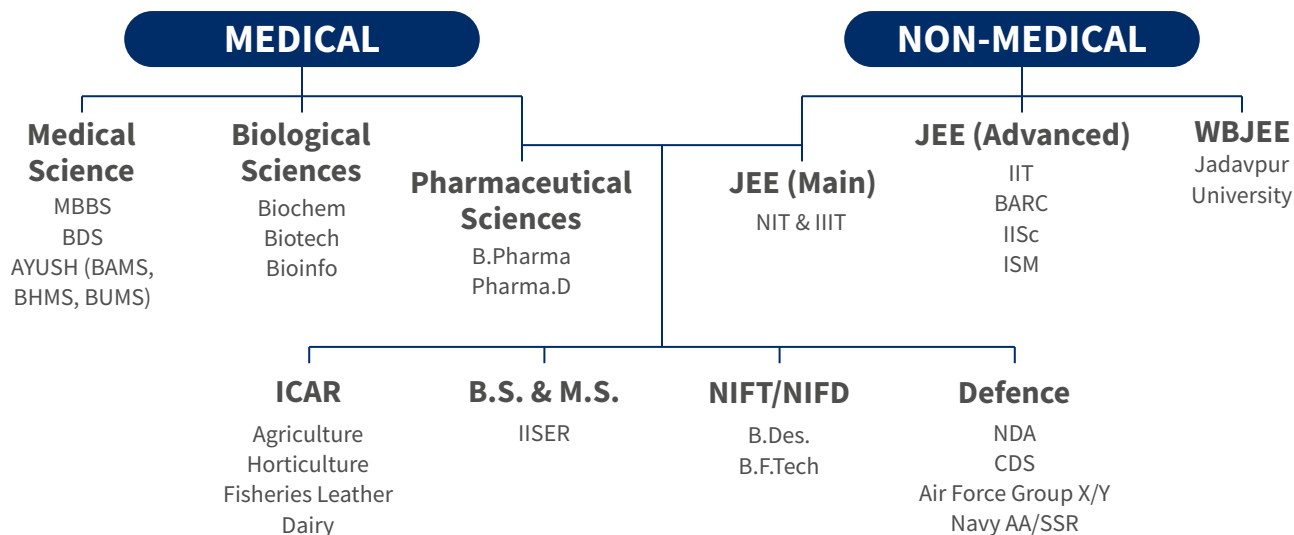 MEDICAL
NON-MEDICAL
Medical
Science
MBBS
BDS
AYUSH (BAMS,
BHMS, BUMS)
Biological
Sciences
Biochem
Biotech
Bioinfo
Pharmaceutical
Sciences
B.Pharma
Pharma.D
JEE (Main)
NIT & IIIT
JEE (Advanced)
IIT
BARC
IISc
ISM
WBJEE
Jadavpur
University
ICAR
Agriculture
Horticulture
Fisheries Leather
Dairy
B.S. & M.S.
IISER
NIFT/NIFD
B.Des.
B.F.Tech
Defence
NDA
CDS
Air Force Group X/Y
Navy AA/SSR